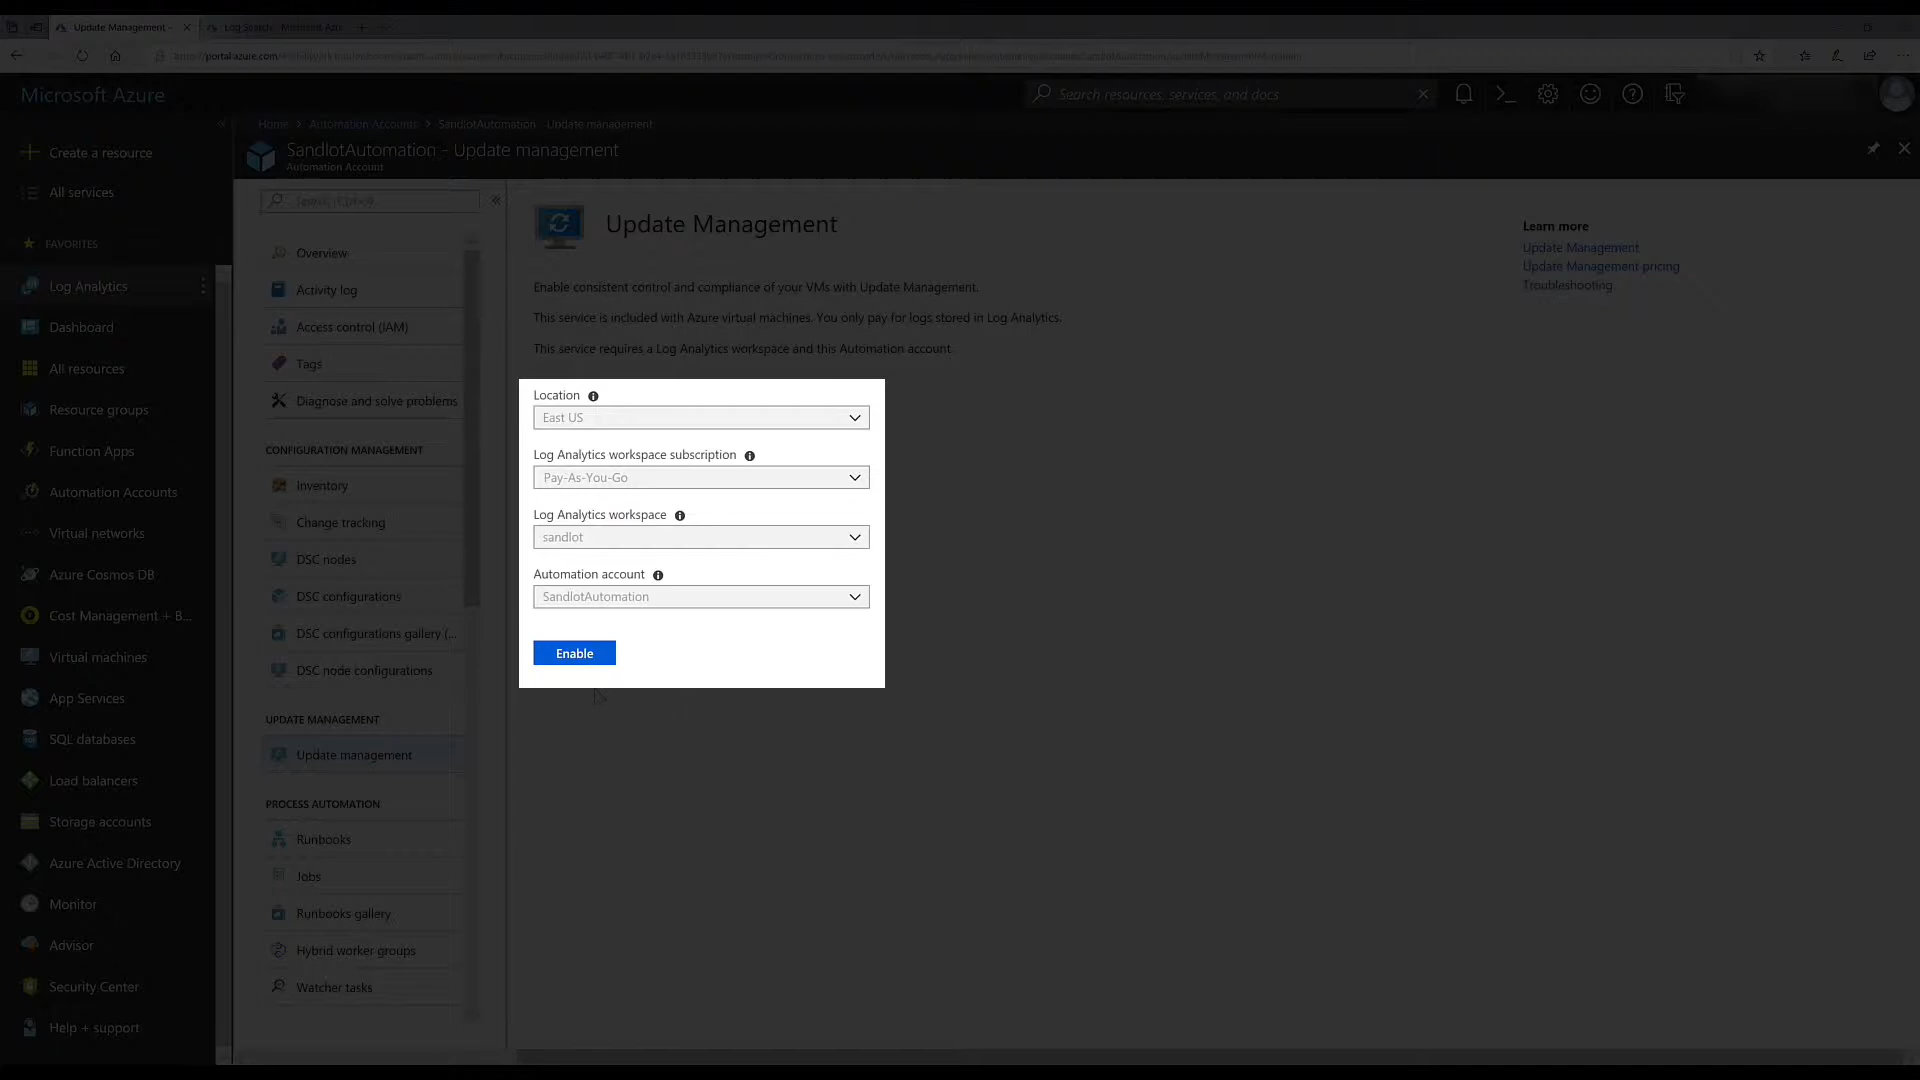 Update Management -
Log Search - Microsoft Azu
portal.azure.com
Microsoft Azure
Search resources, services, and docs
Home > Automation Accounts > SandlotAutomation - Update management
SandlotAutomation - Update management
Automation Account
Create a resource
All services
FAVORITES
Log Analytics
Dashboard
All resources
Resource groups
Function Apps
Automation Accounts
Virtual networks
Azure Cosmos DB
Cost Management + B...
Virtual machines
App Services
SQL databases
Load balancers
Storage accounts
Azure Active Directory
Monitor
Advisor
Security Center
Help + support
Overview
Activity log
Access control (IAM)
Tags
Diagnose and solve problems
CONFIGURATION MANAGEMENT
Inventory
Change tracking
DSC nodes
DSC configurations
DSC configurations gallery (...
DSC node configurations
UPDATE MANAGEMENT
Update management
PROCESS AUTOMATION
Runbooks
Jobs
Runbooks gallery
Hybrid worker groups
Watcher tasks
Update Management
Enable consistent control and compliance of your VMs with Update Management.
This service is included with Azure virtual machines. You only pay for logs stored in Log Analytics.
This service requires a Log Analytics workspace and this Automation account.
Location
East US
Log Analytics workspace subscription
Pay-As-You-Go
Log Analytics workspace
sandlot
Automation account
SandlotAutomation
Enable
Learn more
Update Management
Update Management pricing
Troubleshooting